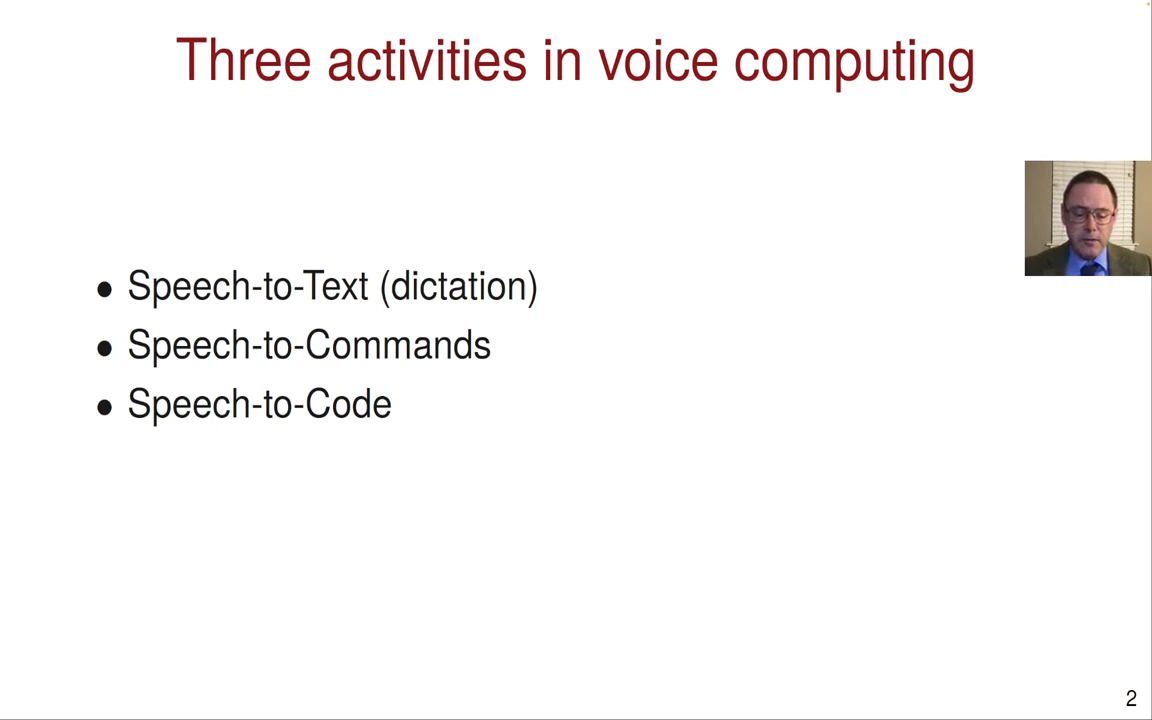 Three activities in voice computing
• Speech-to-Text (dictation)
• Speech-to-Commands
• Speech-to-Code
2